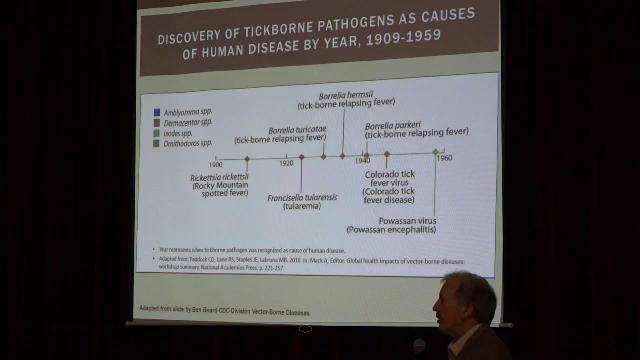 DISCOVERY OF TICKBORNE PATHOGENS AS CAUSES
OF HUMAN DISEASE BY YEAR, 1909-1959
Amblyomma spp.
Dermacentor spp.
Ixodes spp.
Ornithodoros spp.
Borrelia hermsii
(tick-borne relapsing fever)
Borrelia turicatae
(tick-borne relapsing fever)
Borrelia parkeri
(tick-borne relapsing fever)
1900
1920
1940
1960
Rickettsia rickettsii
(Rocky Mountain
spotted fever)
Francisella tularensis
(tularemia)
Colorado tick
fever virus
(Colorado tick
fever disease)
Powassan virus
(Powassan encephalitis)
• Year represents when tickborne pathogen was recognized as cause of human disease.
• Adapted from: Paddock CD, Lane RS, Staples JE, Labruna MB. 2016. In: Mack A, Editor. Global health impacts of vector-borne diseases:
workshop summary. National Academies Press. p. 221-257.
Adapted from slide by Ben Beard CDC-Division Vector-Borne Diseases